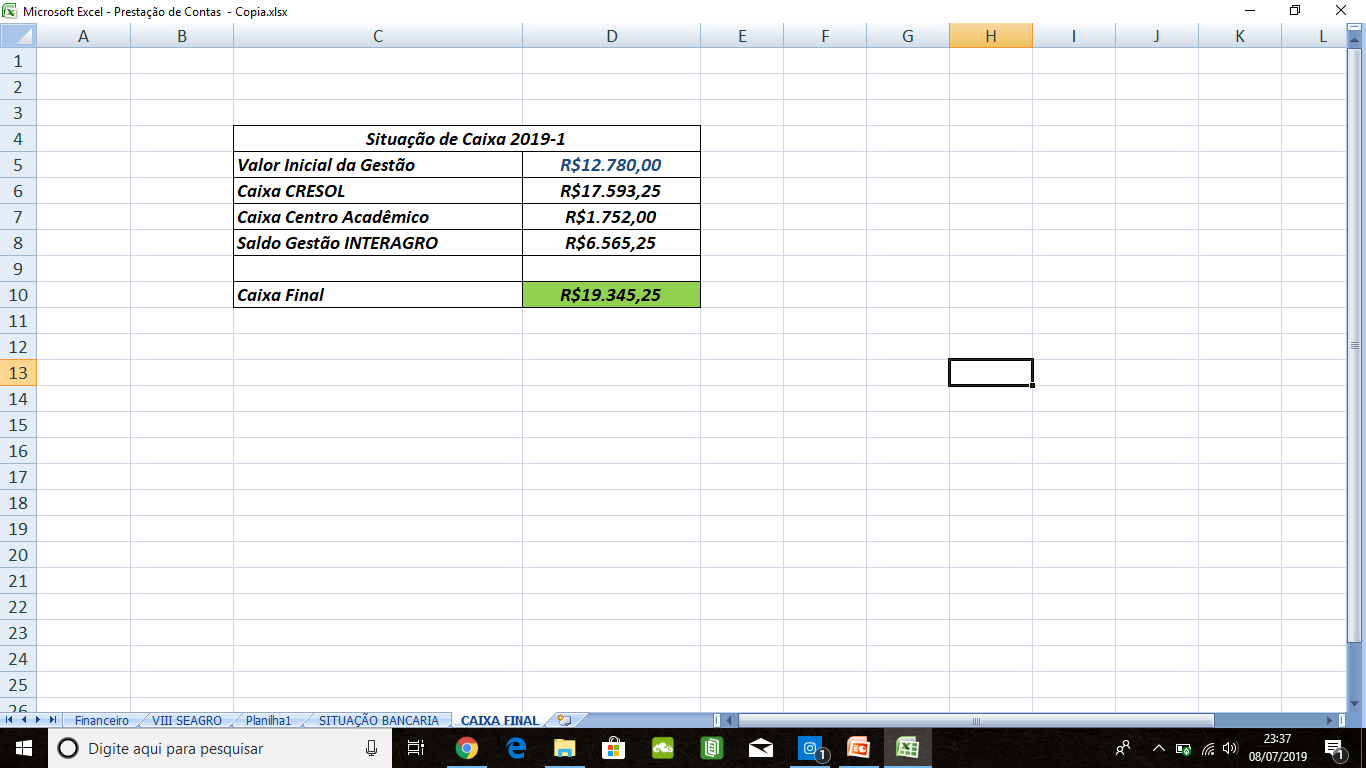 Microsoft Excel - Prestação de Contas - Copia.xlsx
A B C D E F G H I J K L
1
2
3
4 Situação de Caixa 2019-1
5 Valor Inicial da Gestão R$12.780,00
6 Caixa CRESOL R$17.593,25
7 Caixa Centro Acadêmico R$1.752,00
8 Saldo Gestão INTERAGRO R$6.565,25
9
10 Caixa Final R$19.345,25
11
12
13
14
15
16
17
18
19
20
21
22
23
24
25
26
Financeiro VIII SEAGRO Planilha1 SITUAÇÃO BANCARIA CAIXA FINAL
Digite aqui para pesquisar 1 23:37
08/07/2019 1